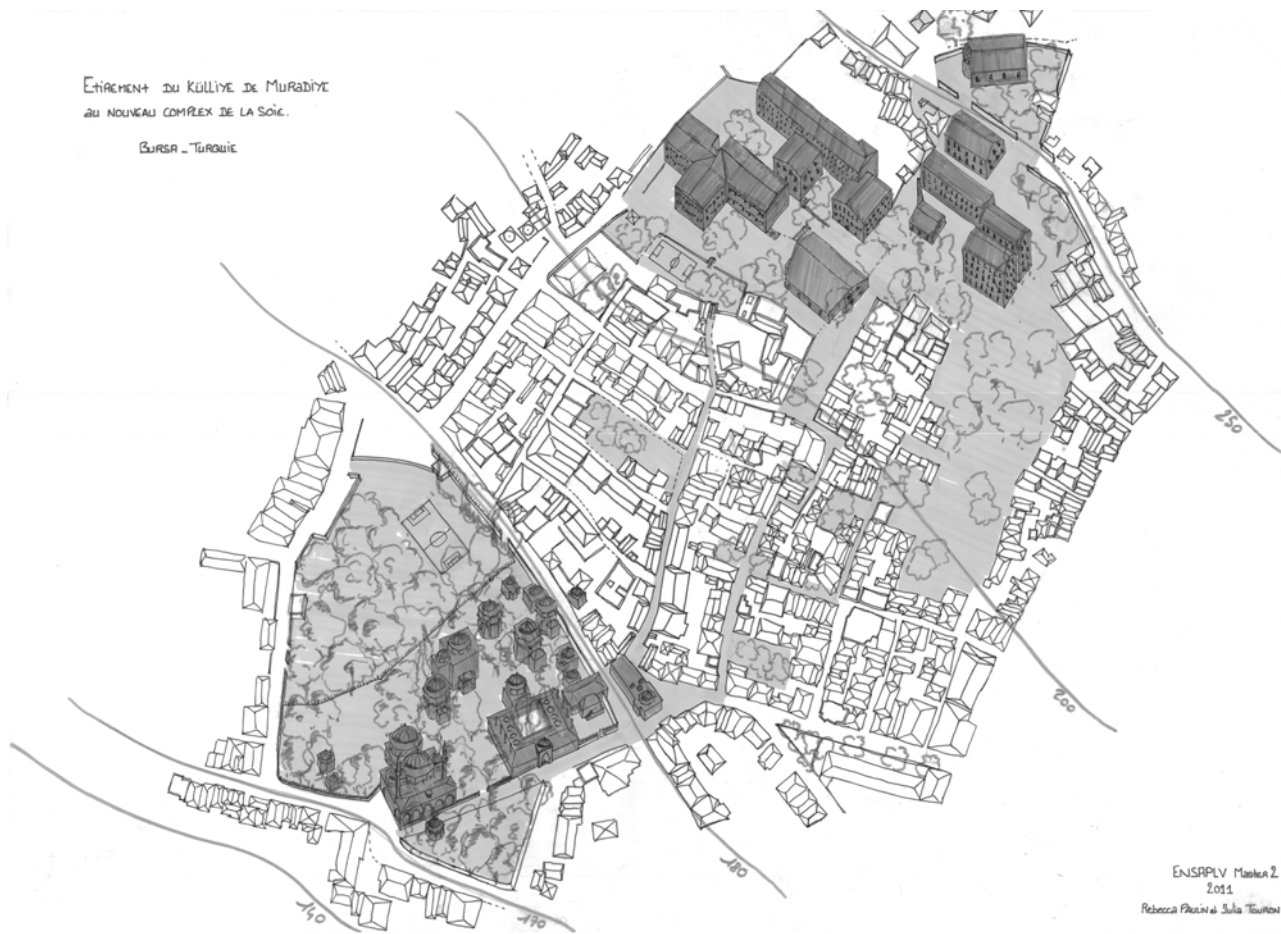 Etirement du Külliye de Muradiye
au nouveau complex de la Soie.
Bursa - Turquie
250
200
180
170
140
ENSAPLV Master 2
2011
Rebecca Paulin et Julia Touron